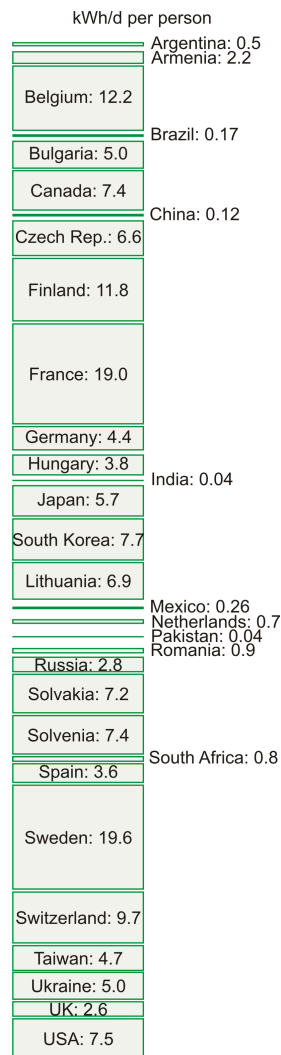 kWh/d per person
Argentina: 0.5
Armenia: 2.2
Belgium: 12.2
Brazil: 0.17
Bulgaria: 5.0
Canada: 7.4
China: 0.12
Czech Rep.: 6.6
Finland: 11.8
France: 19.0
Germany: 4.4
Hungary: 3.8
India: 0.04
Japan: 5.7
South Korea: 7.7
Lithuania: 6.9
Mexico: 0.26
Netherlands: 0.7
Pakistan: 0.04
Romania: 0.9
Russia: 2.8
Solvakia: 7.2
Solvenia: 7.4
South Africa: 0.8
Spain: 3.6
Sweden: 19.6
Switzerland: 9.7
Taiwan: 4.7
Ukraine: 5.0
UK: 2.6
USA: 7.5